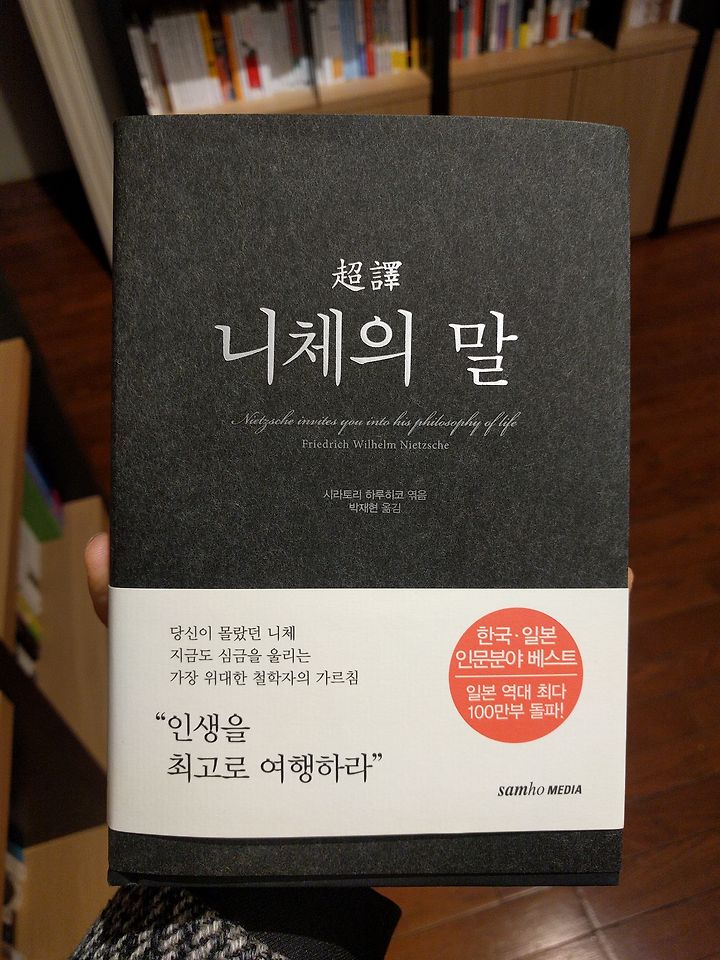 超譯
니체의 말
Nietzsche invites you into his philosophy of life
Friedrich Wilhelm Nietzsche
시라토리 하루히코 엮음
박재현 옮김
당신이 몰랐던 니체
지금도 심금을 울리는
가장 위대한 철학자의 가르침
“인생을
최고로 여행하라”
한국·일본
인문분야 베스트
일본 역대 최다
100만부 돌파!
samho MEDIA